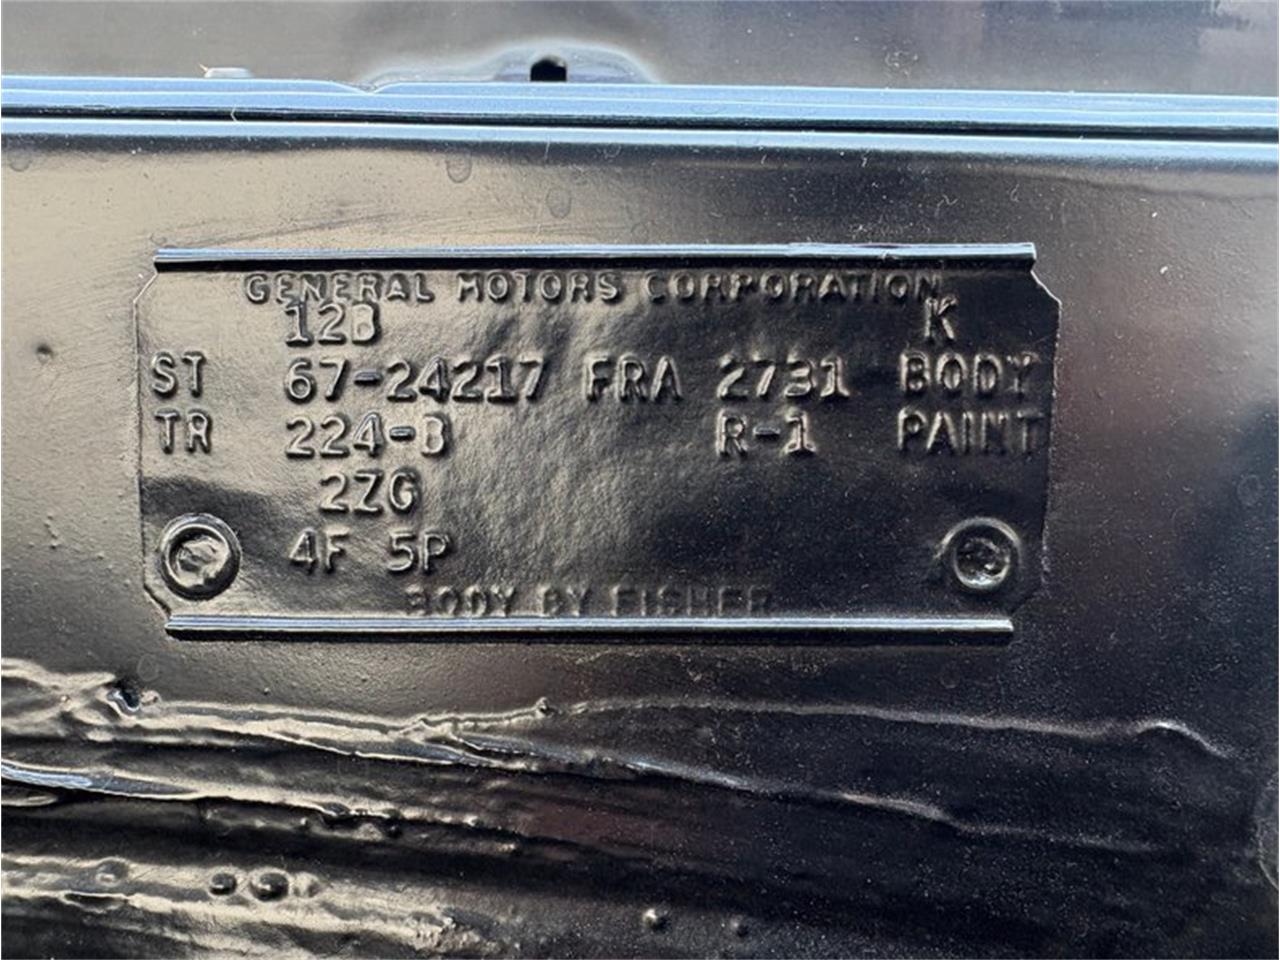 GENERAL MOTORS CORPORATION
12B K
ST 67-24217 FRA 2731 BODY
TR 224-B R-1 PAINT
2ZG
4F 5P
BODY BY FISHER